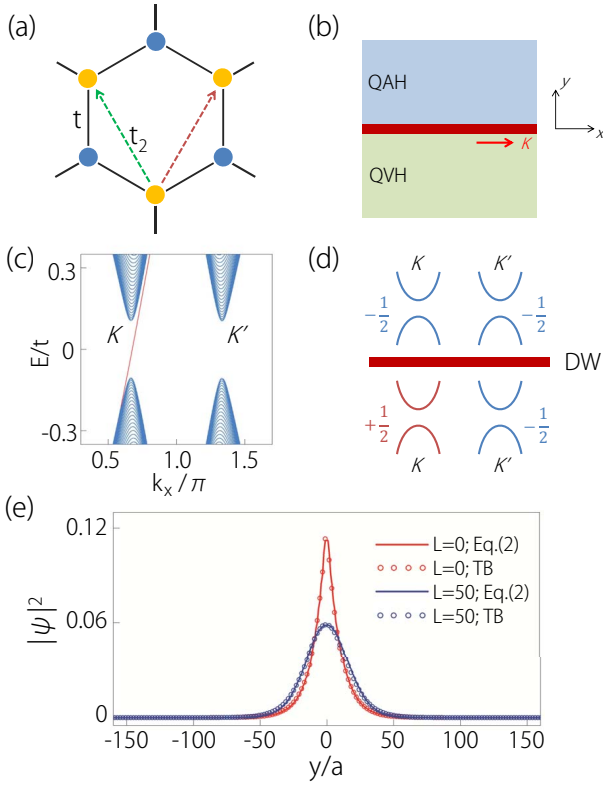 (a)
t
t2
(b)
QAH
K
QVH
y
x
(c)
E/t
0.3
0
-0.3
K
K'
0.5
1.0
1.5
kx/π
(d)
K
K'
-1/2
-1/2
DW
+1/2
-1/2
K
K'
(e)
|ψ|²
0.12
0.06
0
L=0; Eq.(2)
L=0; TB
L=50; Eq.(2)
L=50; TB
-150
-100
-50
0
50
100
150
y/a